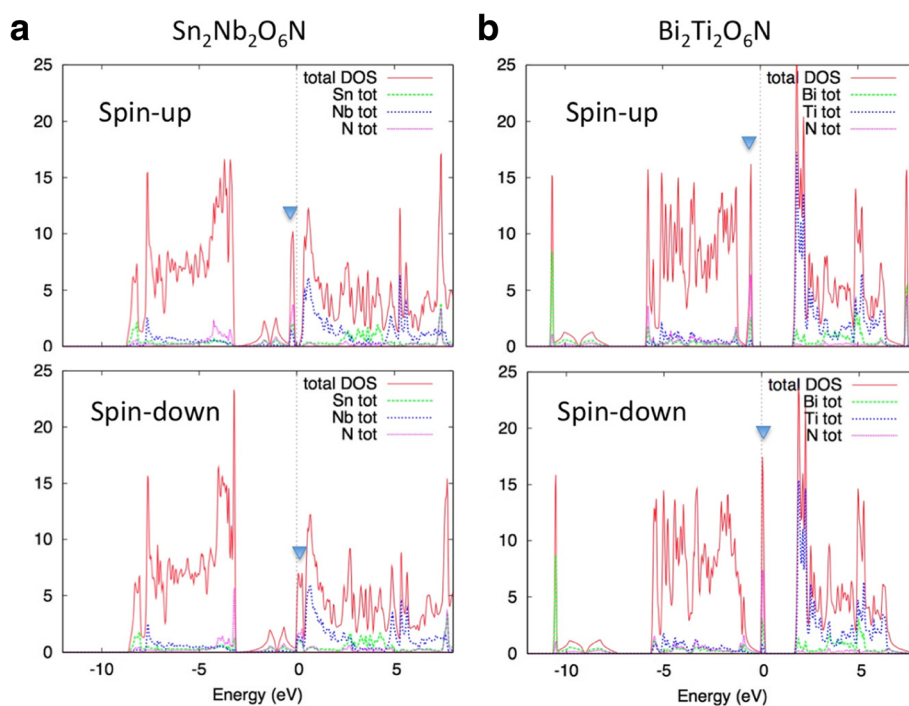 a
Sn₂Nb₂O₆N
25
20
15
10
5
0
total DOS
Sn tot
Nb tot
N tot
Spin-up
25
20
15
10
5
0
total DOS
Sn tot
Nb tot
N tot
Spin-down
-10 -5 0 5
Energy (eV)
b
Bi₂Ti₂O₆N
25
20
15
10
5
0
total DOS
Bi tot
Ti tot
N tot
Spin-up
25
20
15
10
5
0
total DOS
Bi tot
Ti tot
N tot
Spin-down
-10 -5 0 5
Energy (eV)